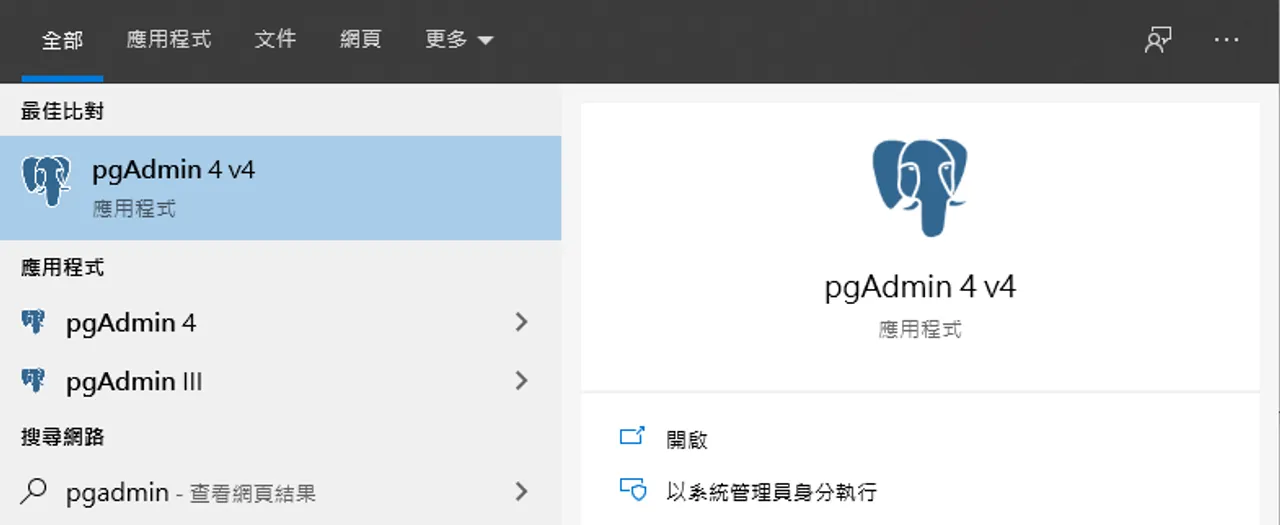 全部 應用程式 文件 網頁 更多
最佳比對
pgAdmin 4 v4
應用程式
應用程式
pgAdmin 4
pgAdmin III
搜尋網路
pgadmin - 查看網頁結果
pgAdmin 4 v4
應用程式
開啟
以系統管理員身分執行